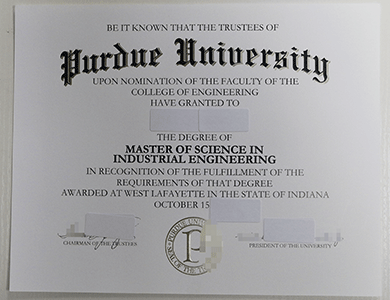 BE IT KNOWN THAT THE TRUSTEES OF
Purdue University
UPON NOMINATION OF THE FACULTY OF THE
COLLEGE OF ENGINEERING
HAVE GRANTED TO
THE DEGREE OF
MASTER OF SCIENCE IN
INDUSTRIAL ENGINEERING
IN RECOGNITION OF THE FULFILLMENT OF THE
REQUIREMENTS OF THAT DEGREE
AWARDED AT WEST LAFAYETTE IN THE STATE OF INDIANA
OCTOBER 15
CHAIRMAN OF THE TRUSTEES
PRESIDENT OF THE UNIVERSITY